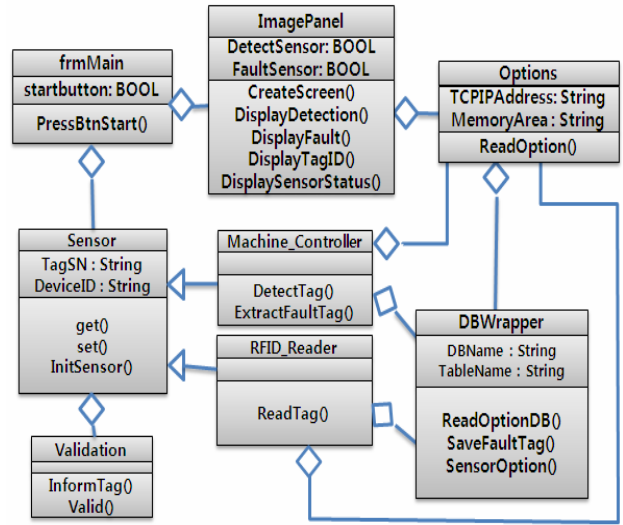 ImagePanel
DetectSensor: BOOL
FaultSensor: BOOL
CreateScreen()
DisplayDetection()
DisplayFault()
DisplayTagID()
DisplaySensorStatus()
frmMain
startbutton: BOOL
PressBtnStart()
Options
TCPIPAddress: String
MemoryArea : String
ReadOption()
Sensor
TagSN : String
DeviceID : String
get()
set()
InitSensor()
Machine_Controller
DetectTag()
ExtractFaultTag()
RFID_Reader
ReadTag()
DBWrapper
DBName : String
TableName : String
ReadOptionDB()
SaveFaultTag()
SensorOption()
Validation
InformTag()
Valid()